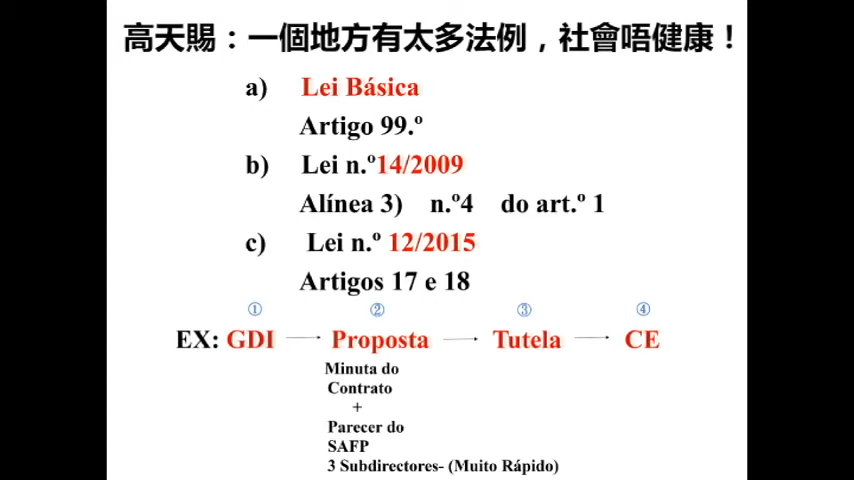 高天賜：一個地方有太多法例，社會唔健康！
a) Lei Básica
Artigo 99.º
b) Lei n.º14/2009
Alínea 3) n.º4 do art.º 1
c) Lei n.º 12/2015
Artigos 17 e 18
① ② ③ ④
EX: GDI → Proposta → Tutela → CE
Minuta do
Contrato
+
Parecer do
SAFP
3 Subdirectores- (Muito Rápido)